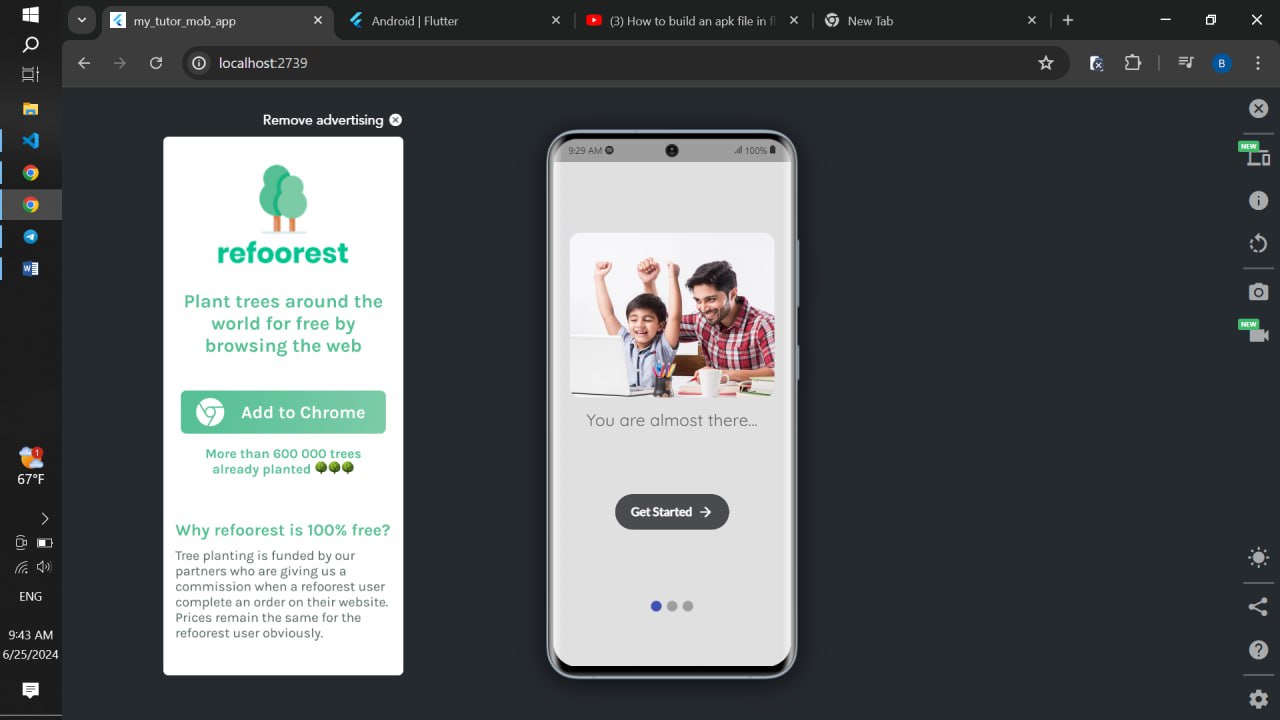 my_tutor_mob_app
Android | Flutter
(3) How to build an apk file in fl
New Tab
localhost:2739
B
Remove advertising
refoorest
Plant trees around the
world for free by
browsing the web
Add to Chrome
More than 600 000 trees
already planted 🌳🌳🌳
Why refoorest is 100% free?
Tree planting is funded by our
partners who are giving us a
commission when a refoorest user
complete an order on their website.
Prices remain the same for the
refoorest user obviously.
9:29 AM
100%
You are almost there...
Get Started →
NEW
NEW
1
67°F
ENG
9:43 AM
6/25/2024